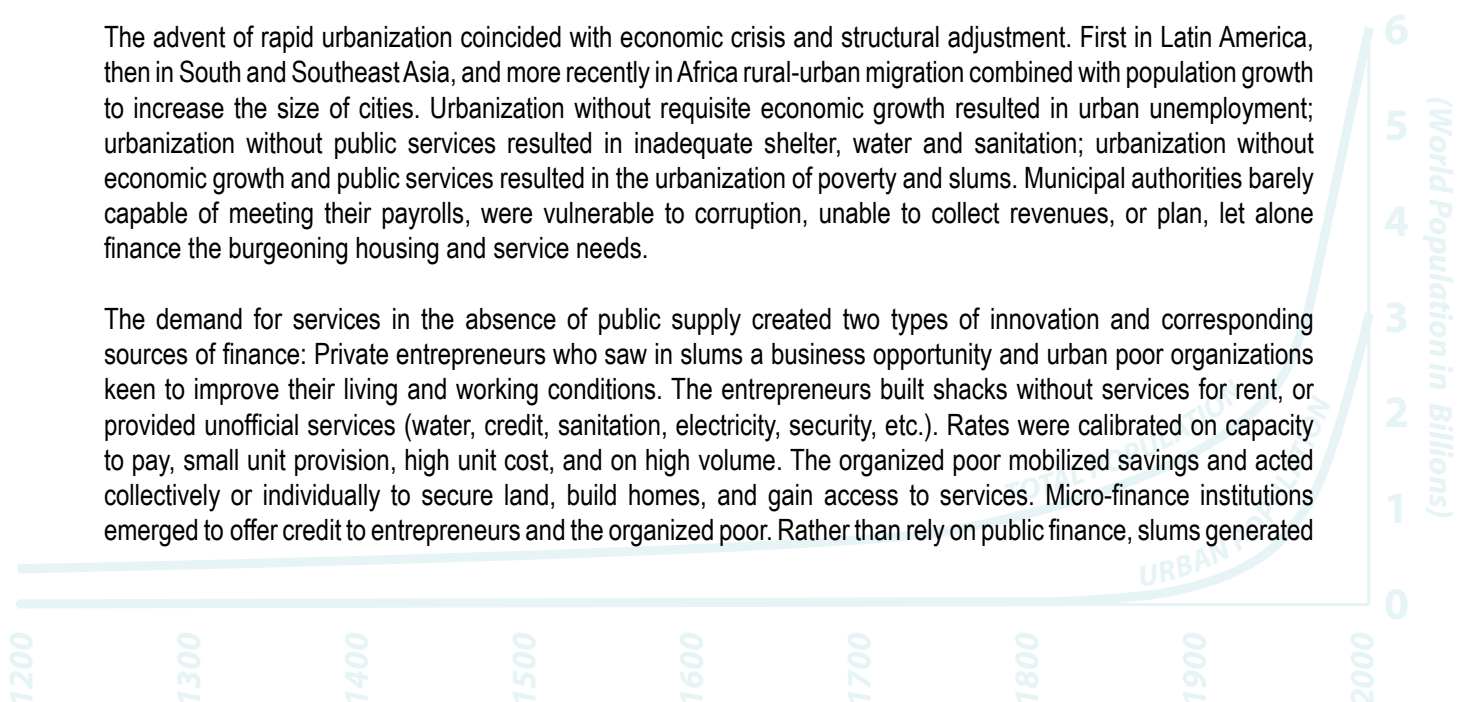 The advent of rapid urbanization coincided with economic crisis and structural adjustment. First in Latin America,
then in South and Southeast Asia, and more recently in Africa rural-urban migration combined with population growth
to increase the size of cities. Urbanization without requisite economic growth resulted in urban unemployment;
urbanization without public services resulted in inadequate shelter, water and sanitation; urbanization without
economic growth and public services resulted in the urbanization of poverty and slums. Municipal authorities barely
capable of meeting their payrolls, were vulnerable to corruption, unable to collect revenues, or plan, let alone
finance the burgeoning housing and service needs.
The demand for services in the absence of public supply created two types of innovation and corresponding
sources of finance: Private entrepreneurs who saw in slums a business opportunity and urban poor organizations
keen to improve their living and working conditions. The entrepreneurs built shacks without services for rent, or
provided unofficial services (water, credit, sanitation, electricity, security, etc.). Rates were calibrated on capacity
to pay, small unit provision, high unit cost, and on high volume. The organized poor mobilized savings and acted
collectively or individually to secure land, build homes, and gain access to services. Micro-finance institutions
emerged to offer credit to entrepreneurs and the organized poor. Rather than rely on public finance, slums generated
TOTAL POPULATION
URBAN POPULATION
6
5
4
3
2
1
0
(World Population in Billions)
1200
1300
1400
1500
1600
1700
1800
1900
2000